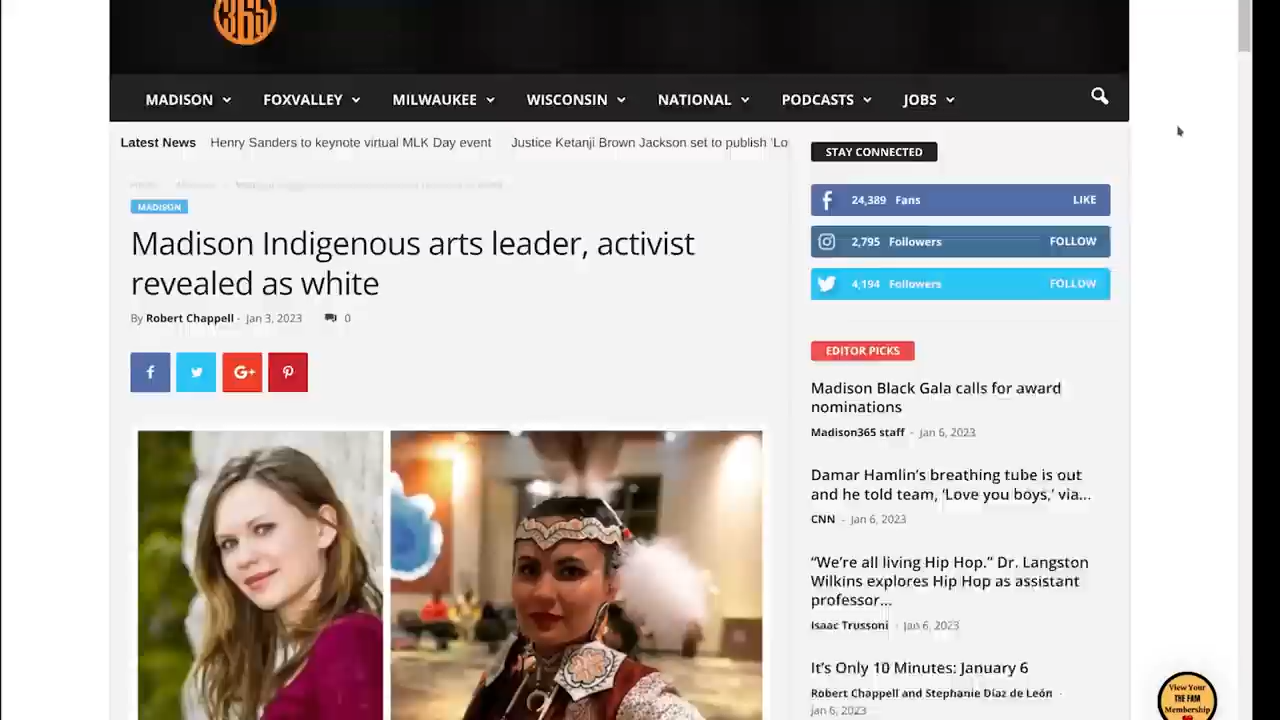 365
MADISON FOXVALLEY MILWAUKEE WISCONSIN NATIONAL PODCASTS JOBS
Latest News Henry Sanders to keynote virtual MLK Day event Justice Ketanji Brown Jackson set to publish ‘Lo
MADISON
Madison Indigenous arts leader, activist
revealed as white
By Robert Chappell - Jan 3, 2023 0
f G+
STAY CONNECTED
24,389 Fans LIKE
2,795 Followers FOLLOW
4,194 Followers FOLLOW
EDITOR PICKS
Madison Black Gala calls for award
nominations
Madison365 staff - Jan 6, 2023
Damar Hamlin’s breathing tube is out
and he told team, ‘Love you boys,’ via...
CNN - Jan 6, 2023
“We’re all living Hip Hop.” Dr. Langston
Wilkins explores Hip Hop as assistant
professor...
Isaac Trussoni - Jan 6, 2023
It’s Only 10 Minutes: January 6
Robert Chappell and Stephanie Díaz de León -
Jan 6, 2023
View Your
THE FAM
Membership